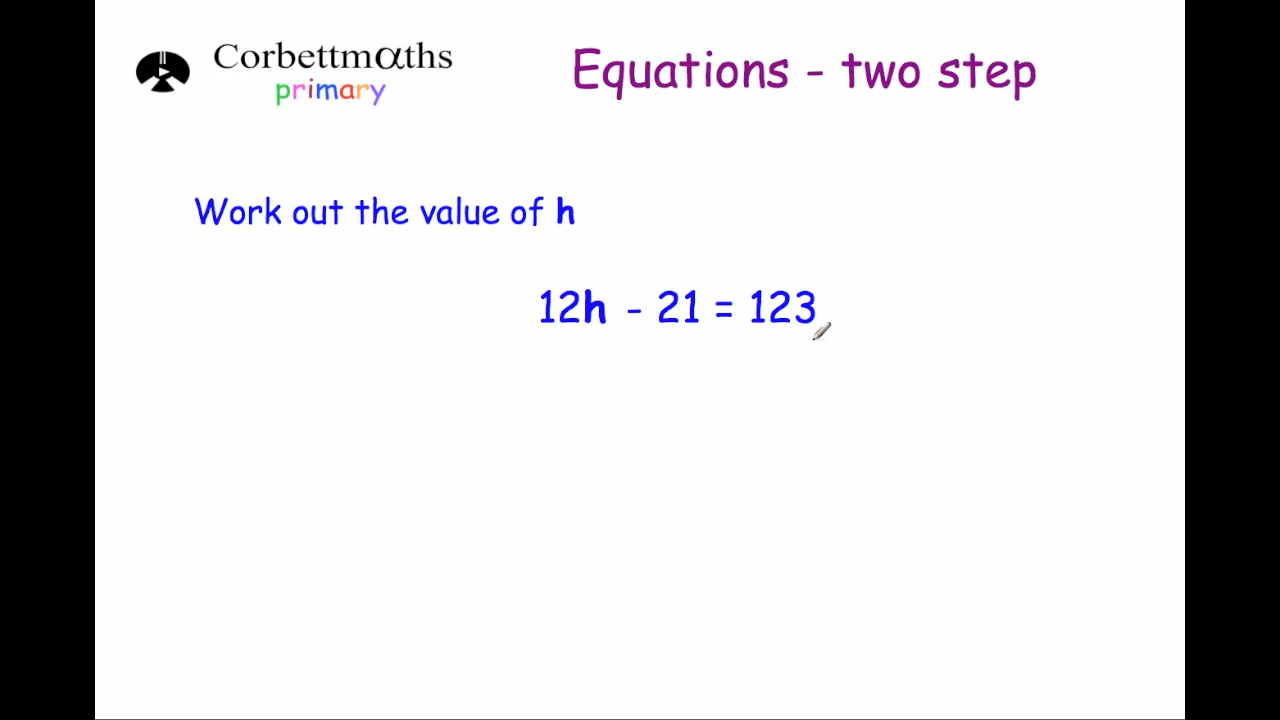 Corbettmαths
primary
Equations - two step
Work out the value of h
12h - 21 = 123